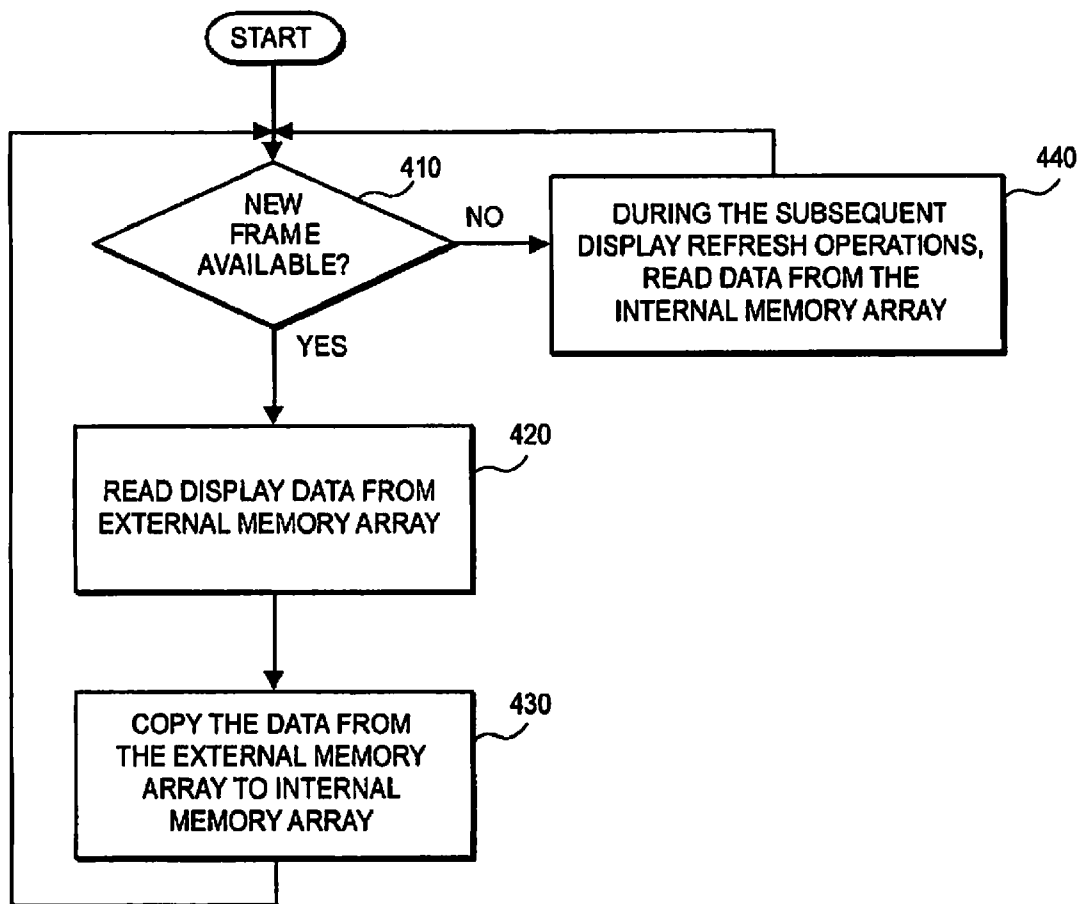 START
410
NEW
FRAME
AVAILABLE?
NO
440
DURING THE SUBSEQUENT
DISPLAY REFRESH OPERATIONS,
READ DATA FROM THE
INTERNAL MEMORY ARRAY
YES
420
READ DISPLAY DATA FROM
EXTERNAL MEMORY ARRAY
430
COPY THE DATA FROM
THE EXTERNAL MEMORY
ARRAY TO INTERNAL
MEMORY ARRAY